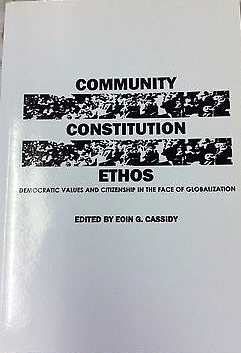 COMMUNITY
CONSTITUTION
ETHOS
DEMOCRATIC VALUES AND CITIZENSHIP IN THE FACE OF GLOBALIZATION
EDITED BY EOIN G. CASSIDY